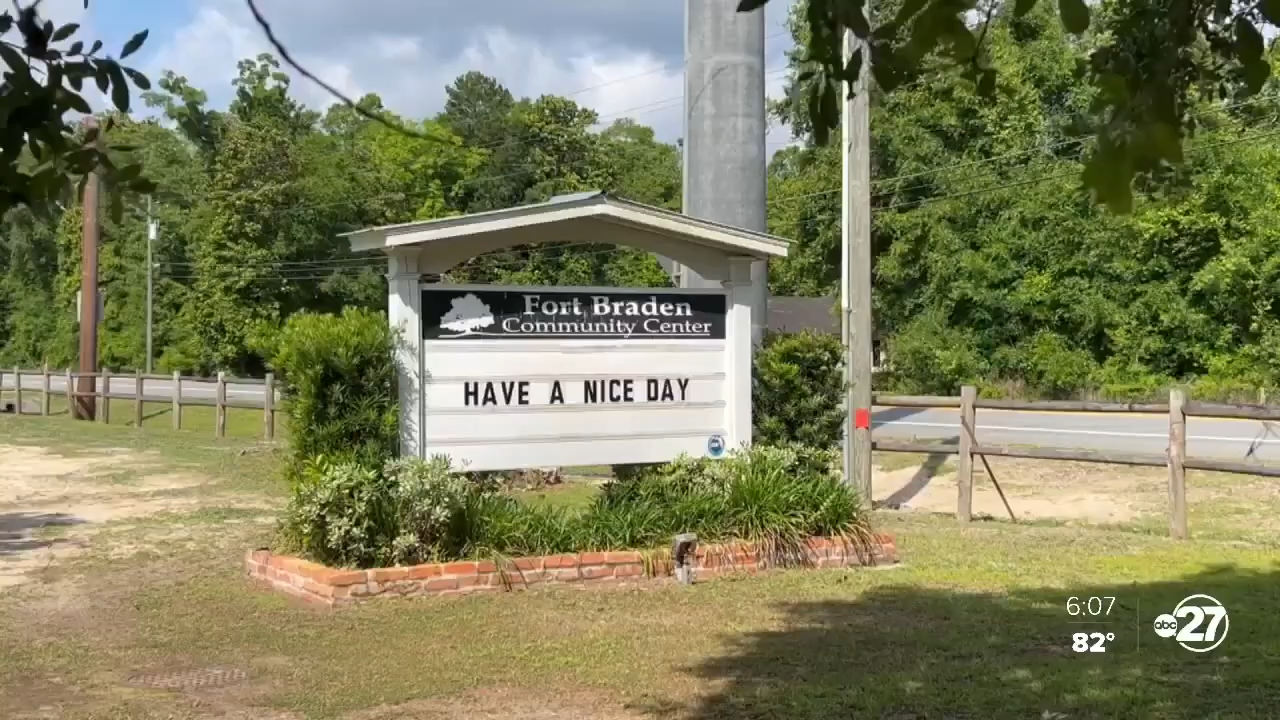 Fort Braden
Community Center
HAVE A NICE DAY
6:07
82°
abc 27